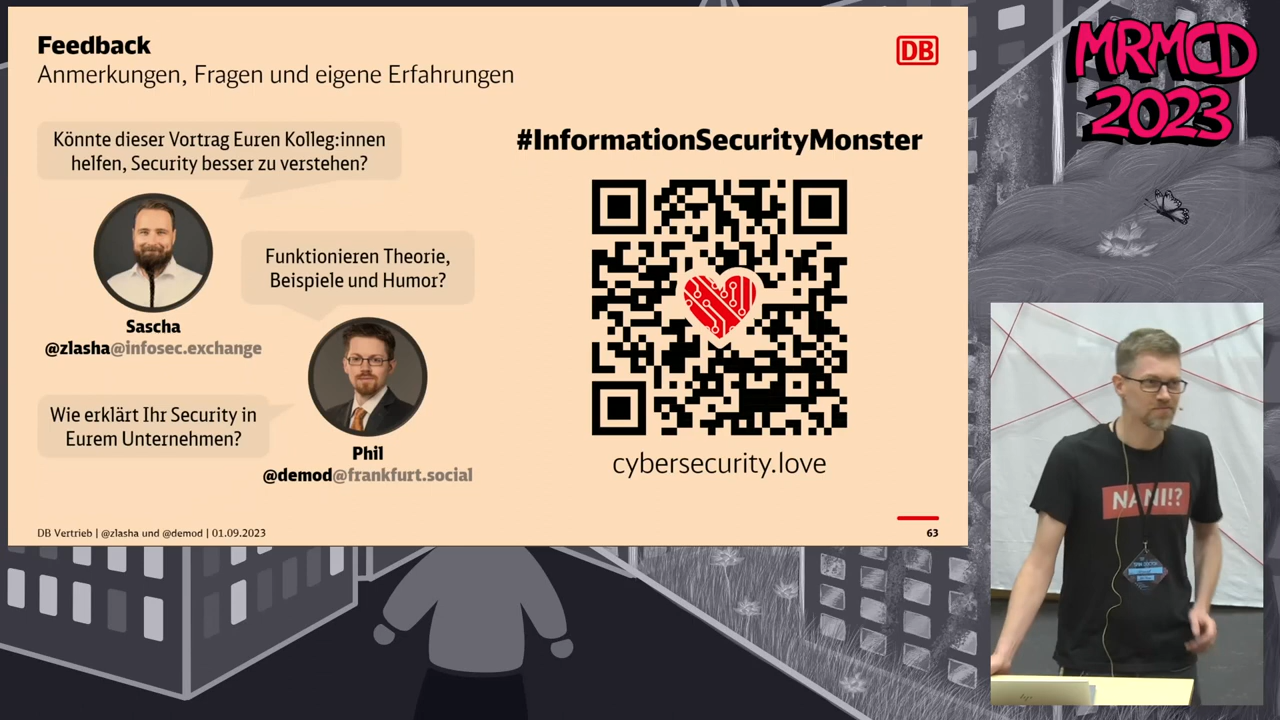 Feedback
DB
Anmerkungen, Fragen und eigene Erfahrungen
Könnte dieser Vortrag Euren Kolleg:innen
helfen, Security besser zu verstehen?
Funktionieren Theorie,
Beispiele und Humor?
Sascha
@zlasha@infosec.exchange
Wie erklärt Ihr Security in
Eurem Unternehmen?
Phil
@demod@frankfurt.social
#InformationSecurityMonster
cybersecurity.love
DB Vertrieb | @zlasha und @demod | 01.09.2023
63
MRMCD
2023
NANI!?